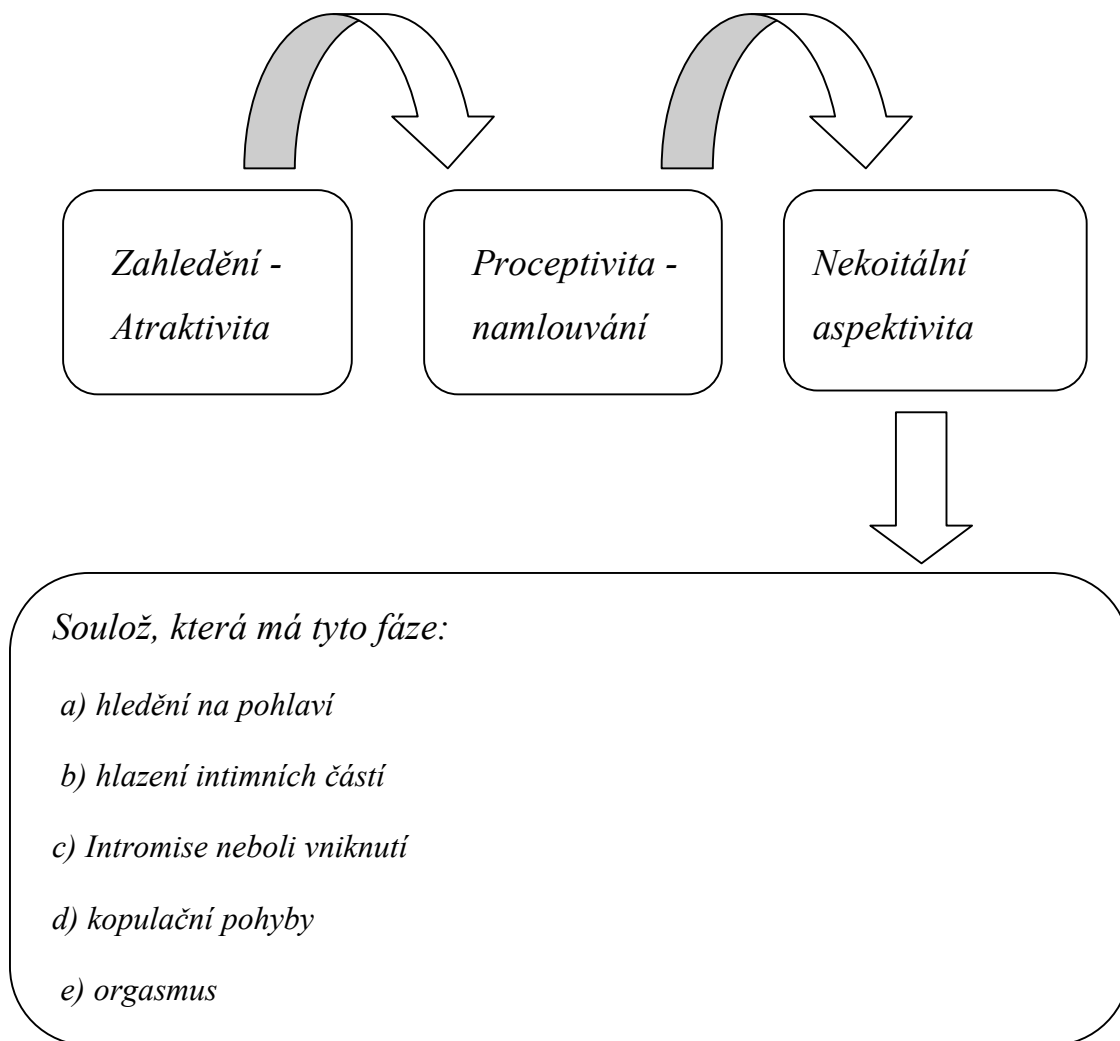 Zahledění -
Atraktivita
Proceptivita -
namlouvání
Nekoitální
aspektivita
Soulož, která má tyto fáze:
a) hledění na pohlaví
b) hlazení intimních částí
c) Intromise neboli vniknutí
d) kopulační pohyby
e) orgasmus